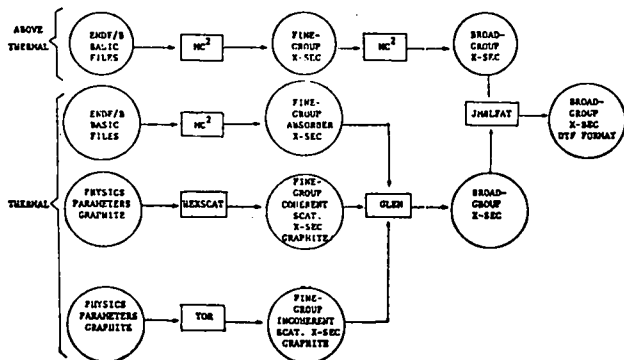 ABOVE
THERMAL
ENDF/B
BASIC
FILES
MC2
FINE-
GROUP
X-SEC
MC2
BROAD-
GROUP
X-SEC
THERMAL
ENDF/B
BASIC
FILES
MC2
FINE-
GROUP
ABSORBER
X-SEC
JMULFAT
BROAD-
GROUP
X-SEC
DTF FORMAT
PHYSICS
PARAMETERS
GRAPHITE
HEXSCAT
FINE-
GROUP
COHERENT
SCAT.
X-SEC
GRAPHITE
GLEN
BROAD-
GROUP
X-SEC
PHYSICS
PARAMETERS
GRAPHITE
TOR
FINE-
GROUP
INCOHERENT
SCAT. X-SEC
GRAPHITE